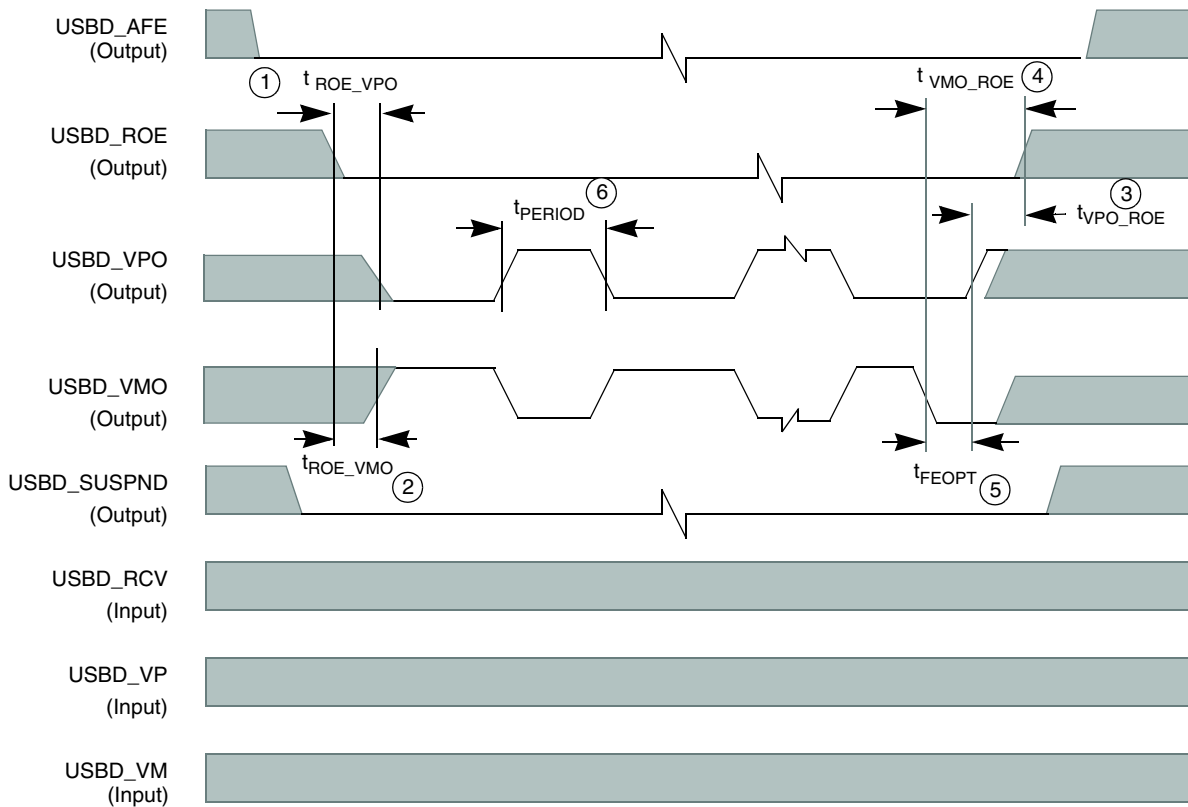 USBD_AFE
(Output)
1
t ROE_VPO
t VMO_ROE
4
USBD_ROE
(Output)
6
tPERIOD
3
tVPO_ROE
USBD_VPO
(Output)
USBD_VMO
(Output)
tROE_VMO
2
tFEOPT
5
USBD_SUSPND
(Output)
USBD_RCV
(Input)
USBD_VP
(Input)
USBD_VM
(Input)